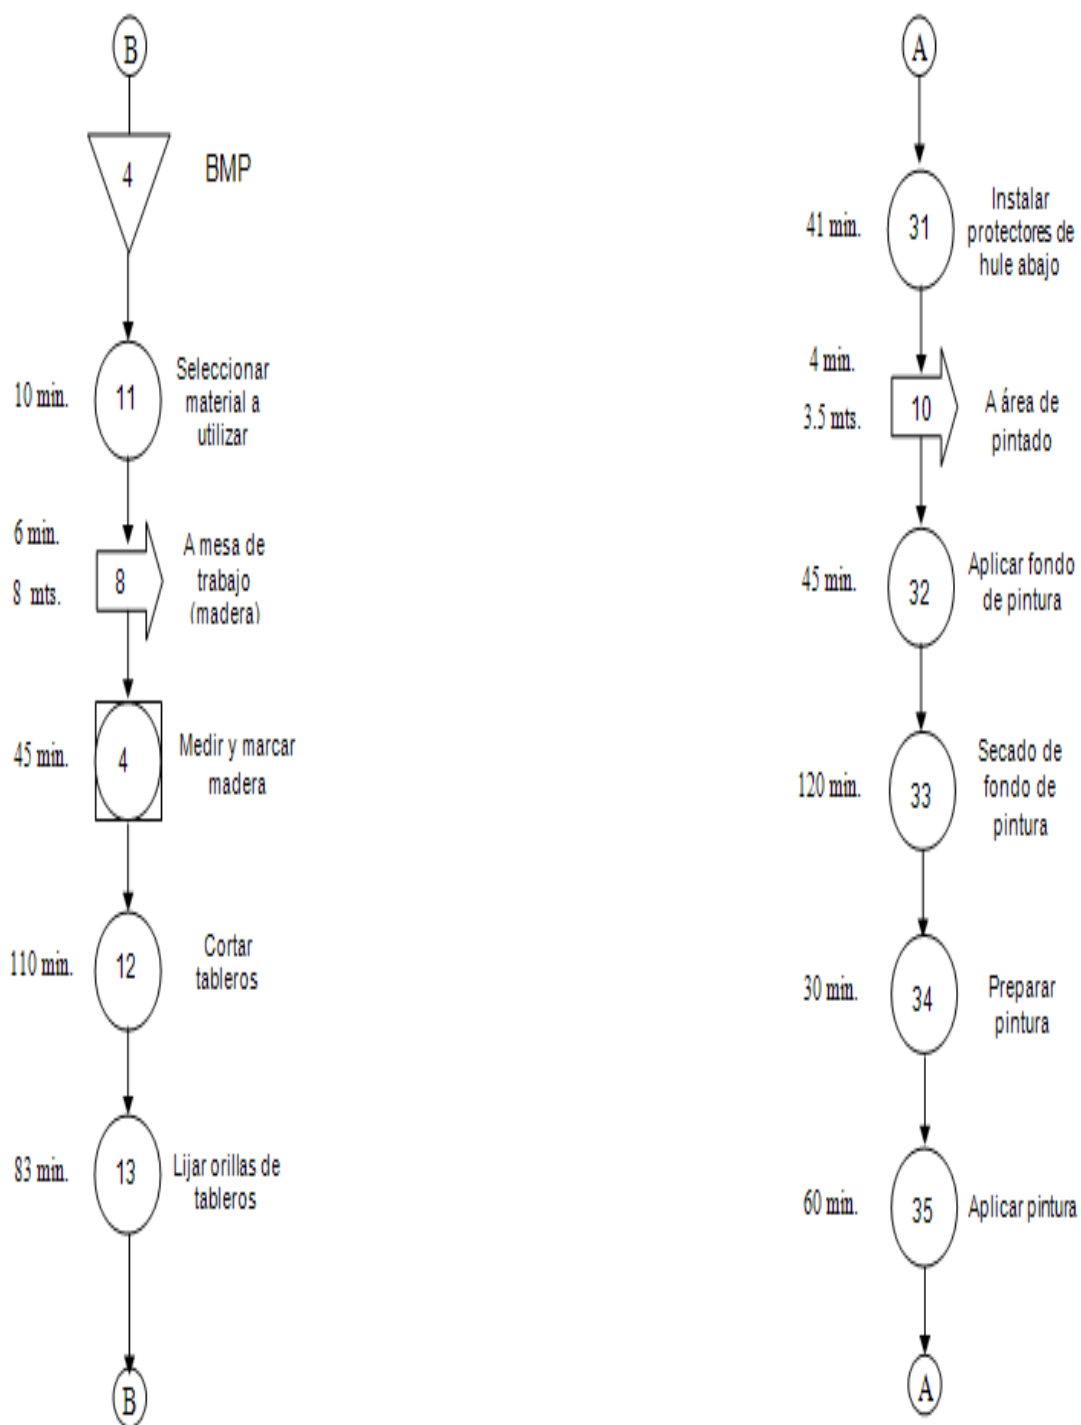 B
4
BMP
10 min.
11
Seleccionar
material a
utilizar
6 min.
8 mts.
8
A mesa de
trabajo
(madera)
45 min.
4
Medir y marcar
madera
110 min.
12
Cortar
tableros
83 min.
13
Lijar orillas de
tableros
B
A
41 min.
31
Instalar
protectores de
hule abajo
4 min.
3.5 mts.
10
A área de
pintado
45 min.
32
Aplicar fondo
de pintura
120 min.
33
Secado de
fondo de
pintura
30 min.
34
Preparar
pintura
60 min.
35
Aplicar pintura
A